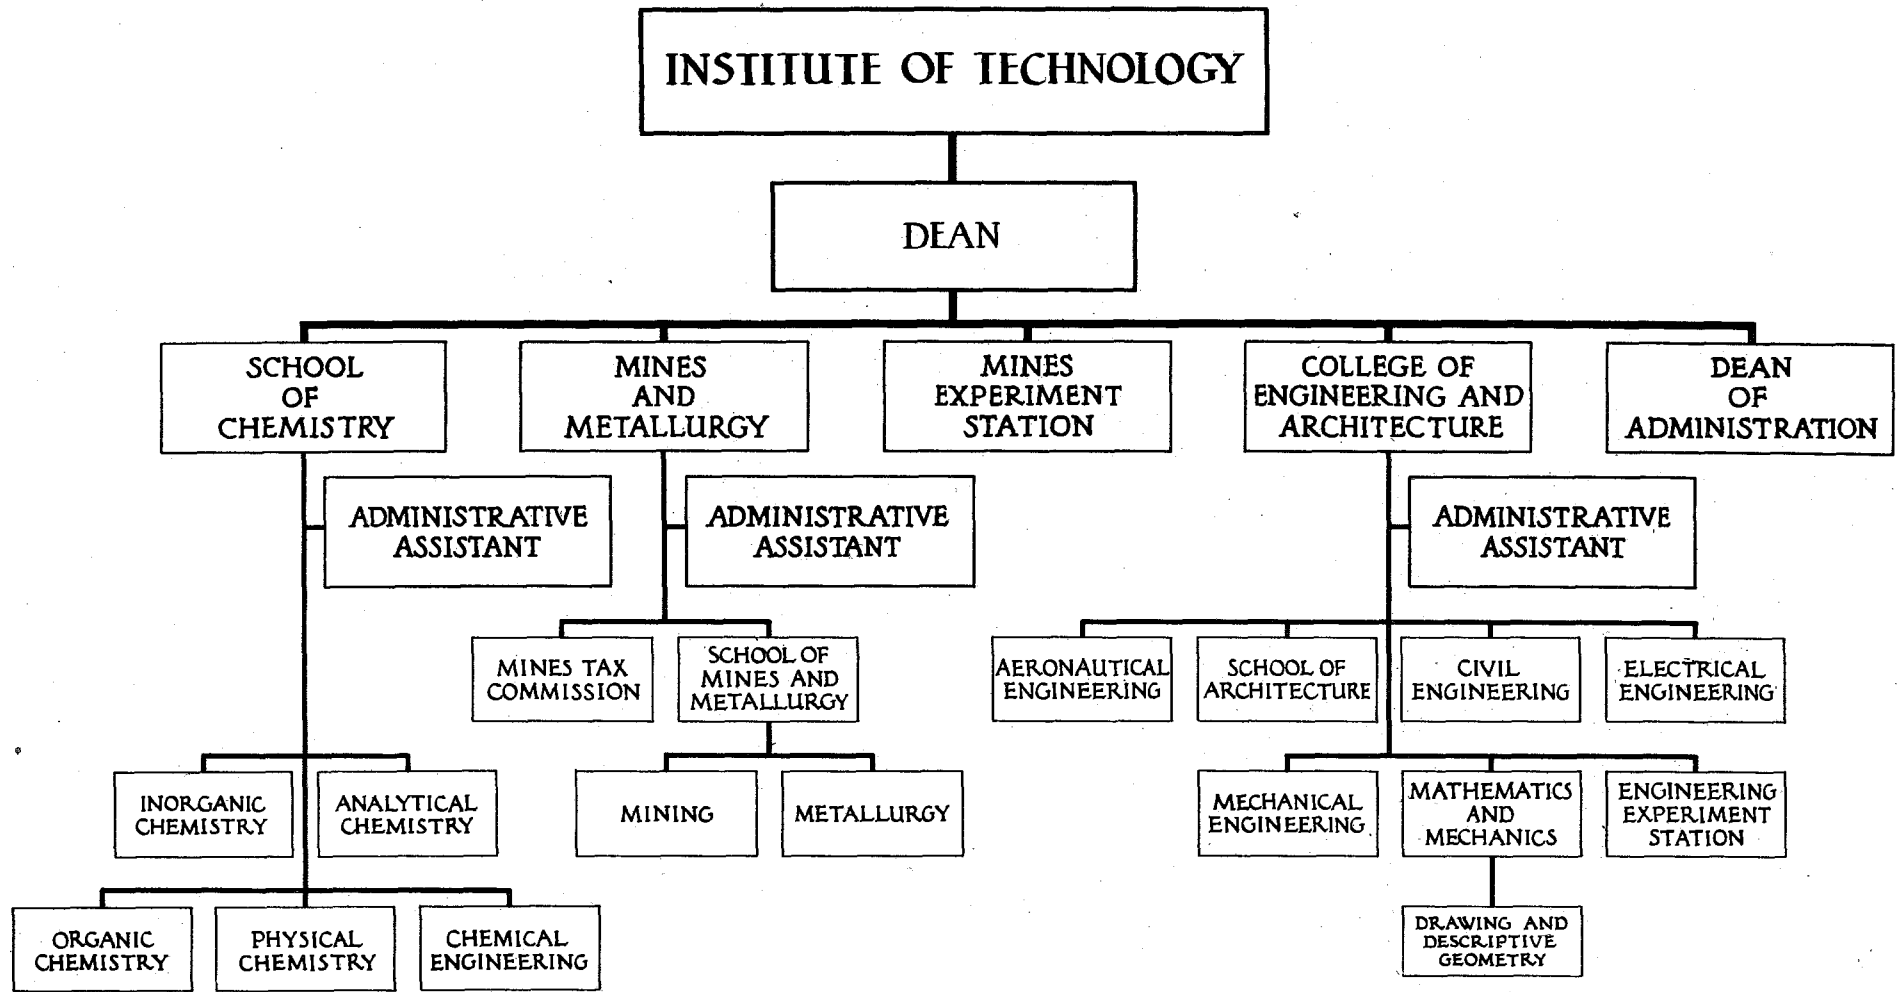 INSTITUTE OF TECHNOLOGY
DEAN
SCHOOL
OF
CHEMISTRY
MINES
AND
METALLURGY
MINES
EXPERIMENT
STATION
COLLEGE OF
ENGINEERING AND
ARCHITECTURE
DEAN
OF
ADMINISTRATION
ADMINISTRATIVE
ASSISTANT
ADMINISTRATIVE
ASSISTANT
ADMINISTRATIVE
ASSISTANT
MINES TAX
COMMISSION
SCHOOL OF
MINES AND
METALLURGY
AERONAUTICAL
ENGINEERING
SCHOOL OF
ARCHITECTURE
CIVIL
ENGINEERING
ELECTRICAL
ENGINEERING
INORGANIC
CHEMISTRY
ANALYTICAL
CHEMISTRY
MINING
METALLURGY
MECHANICAL
ENGINEERING
MATHEMATICS
AND
MECHANICS
ENGINEERING
EXPERIMENT
STATION
ORGANIC
CHEMISTRY
PHYSICAL
CHEMISTRY
CHEMICAL
ENGINEERING
DRAWING AND
DESCRIPTIVE
GEOMETRY